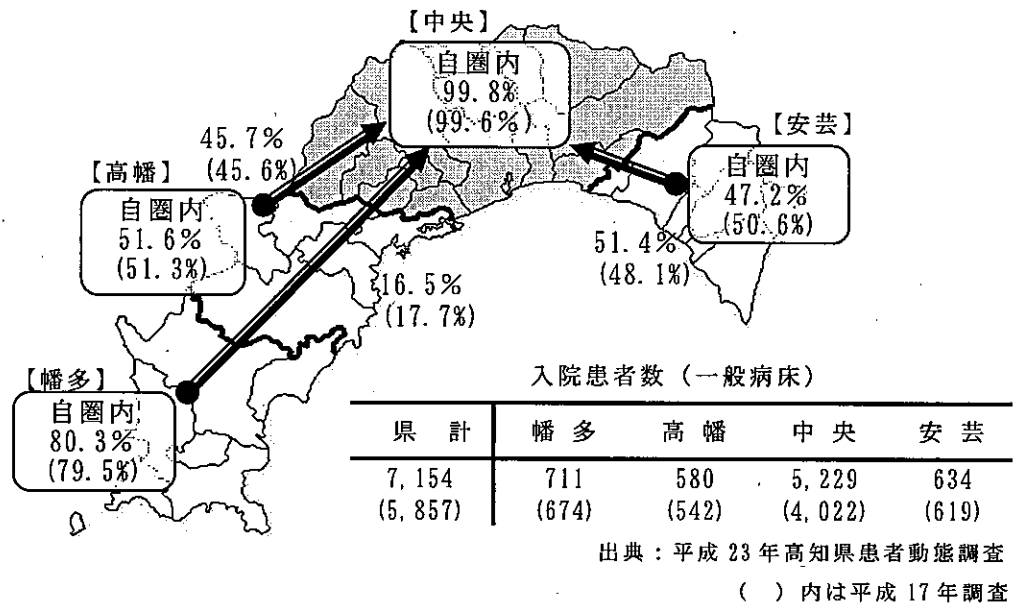 【中央】
自圏内
99.8%
(99.6%)
45.7%
(45.6%)
【安芸】
自圏内
47.2%
(50.6%)
【高幡】
自圏内
51.6%
(51.3%)
51.4%
(48.1%)
16.5%
(17.7%)
【幡多】
自圏内
80.3%
(79.5%)
入院患者数（一般病床）
県計 幡多 高幡 中央 安芸
7,154 711 580 5,229 634
(5,857) (674) (542) (4,022) (619)
出典：平成23年高知県患者動態調査
（　）内は平成17年調査